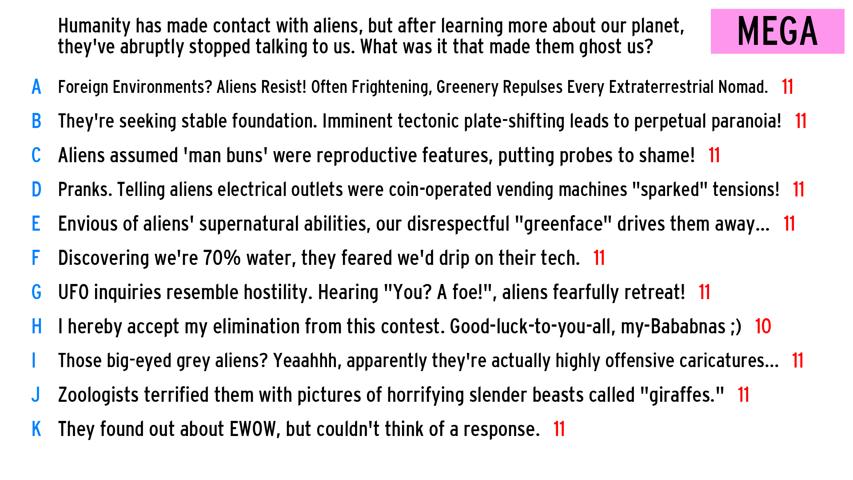 Humanity has made contact with aliens, but after learning more about our planet,
they've abruptly stopped talking to us. What was it that made them ghost us?
MEGA
A Foreign Environments? Aliens Resist! Often Frightening, Greenery Repulses Every Extraterrestrial Nomad. 11
B They're seeking stable foundation. Imminent tectonic plate-shifting leads to perpetual paranoia! 11
C Aliens assumed 'man buns' were reproductive features, putting probes to shame! 11
D Pranks. Telling aliens electrical outlets were coin-operated vending machines "sparked" tensions! 11
E Envious of aliens' supernatural abilities, our disrespectful "greenface" drives them away... 11
F Discovering we're 70% water, they feared we'd drip on their tech. 11
G UFO inquiries resemble hostility. Hearing "You? A foe!", aliens fearfully retreat! 11
H I hereby accept my elimination from this contest. Good-luck-to-you-all, my-Bababnas ;) 10
I Those big-eyed grey aliens? Yeaahhh, apparently they're actually highly offensive caricatures... 11
J Zoologists terrified them with pictures of horrifying slender beasts called "giraffes." 11
K They found out about EWOW, but couldn't think of a response. 11